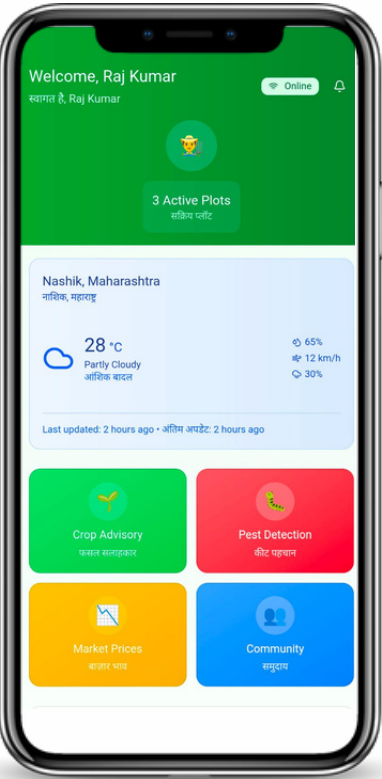 Welcome, Raj Kumar
स्वागत है, Raj Kumar
Online
3 Active Plots
सक्रिय प्लॉट
Nashik, Maharashtra
नाशिक, महाराष्ट्र
28 °C
Partly Cloudy
आंशिक बादल
65%
12 km/h
30%
Last updated: 2 hours ago • अंतिम अपडेट: 2 hours ago
Crop Advisory
फसल सलाहकार
Pest Detection
कीट पहचान
Market Prices
बाजार भाव
Community
समुदाय